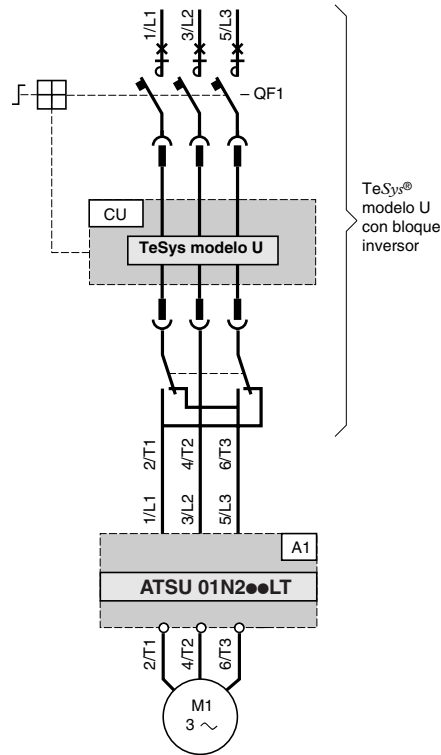 1/L1
3/L2
5/L3
QF1
CU
TeSys modelo U
TeSys®
modelo U
con bloque
inversor
2/T1
4/T2
6/T3
1/L1
3/L2
5/L3
A1
ATSU 01N2●●LT
2/T1
4/T2
6/T3
M1
3 ~